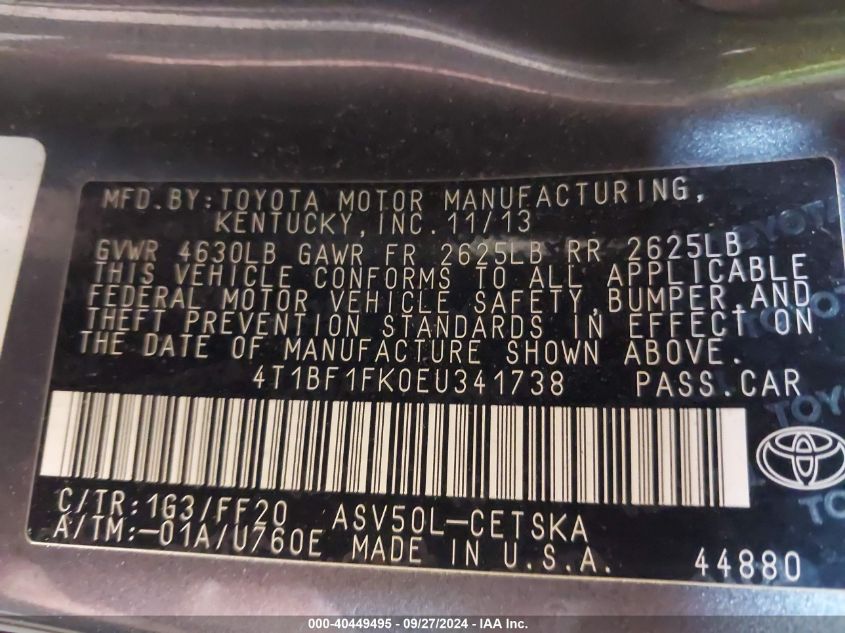 MFD.BY:TOYOTA MOTOR MANUFACTURING,
KENTUCKY,INC.11/13
GVWR 4630LB GAWR FR 2625LB RR 2625LB
THIS VEHICLE CONFORMS TO ALL APPLICABLE
FEDERAL MOTOR VEHICLE SAFETY,BUMPER,AND
THEFT PREVENTION STANDARDS IN EFFECT ON
THE DATE OF MANUFACTURE SHOWN ABOVE.
4T1BF1FK0EU341738 PASS.CAR
C/TR:1G3/FF20 ASV50L-CETSKA
A/TM:-01A/U760E MADE IN U.S.A. 44880
000-40449495 - 09/27/2024 - IAA Inc.